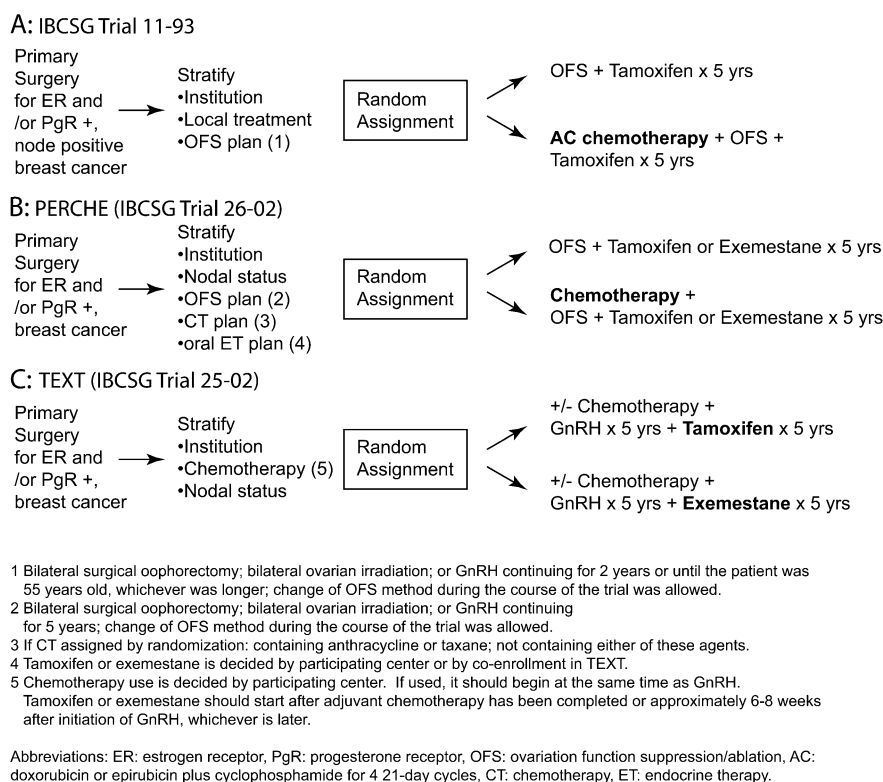 A: IBCSG Trial 11-93
Primary
Surgery
for ER and
/or PgR +,
node positive
breast cancer
Stratify
•Institution
•Local treatment
•OFS plan (1)
Random
Assignment
OFS + Tamoxifen x 5 yrs
AC chemotherapy + OFS +
Tamoxifen x 5 yrs
B: PERCHE (IBCSG Trial 26-02)
Primary
Surgery
for ER and
/or PgR +,
breast cancer
Stratify
•Institution
•Nodal status
•OFS plan (2)
•CT plan (3)
•oral ET plan (4)
Random
Assignment
OFS + Tamoxifen or Exemestane x 5 yrs
Chemotherapy +
OFS + Tamoxifen or Exemestane x 5 yrs
C: TEXT (IBCSG Trial 25-02)
Primary
Surgery
for ER and
/or PgR +,
breast cancer
Stratify
•Institution
•Chemotherapy (5)
•Nodal status
Random
Assignment
+/- Chemotherapy +
GnRH x 5 yrs + Tamoxifen x 5 yrs
+/- Chemotherapy +
GnRH x 5 yrs + Exemestane x 5 yrs
1 Bilateral surgical oophorectomy; bilateral ovarian irradiation; or GnRH continuing for 2 years or until the patient was
55 years old, whichever was longer; change of OFS method during the course of the trial was allowed.
2 Bilateral surgical oophorectomy; bilateral ovarian irradiation; or GnRH continuing
for 5 years; change of OFS method during the course of the trial was allowed.
3 If CT assigned by randomization: containing anthracycline or taxane; not containing either of these agents.
4 Tamoxifen or exemestane is decided by participating center or by co-enrollment in TEXT.
5 Chemotherapy use is decided by participating center. If used, it should begin at the same time as GnRH.
Tamoxifen or exemestane should start after adjuvant chemotherapy has been completed or approximately 6-8 weeks
after initiation of GnRH, whichever is later.
Abbreviations: ER: estrogen receptor, PgR: progesterone receptor, OFS: ovariation function suppression/ablation, AC:
doxorubicin or epirubicin plus cyclophosphamide for 4 21-day cycles, CT: chemotherapy, ET: endocrine therapy.